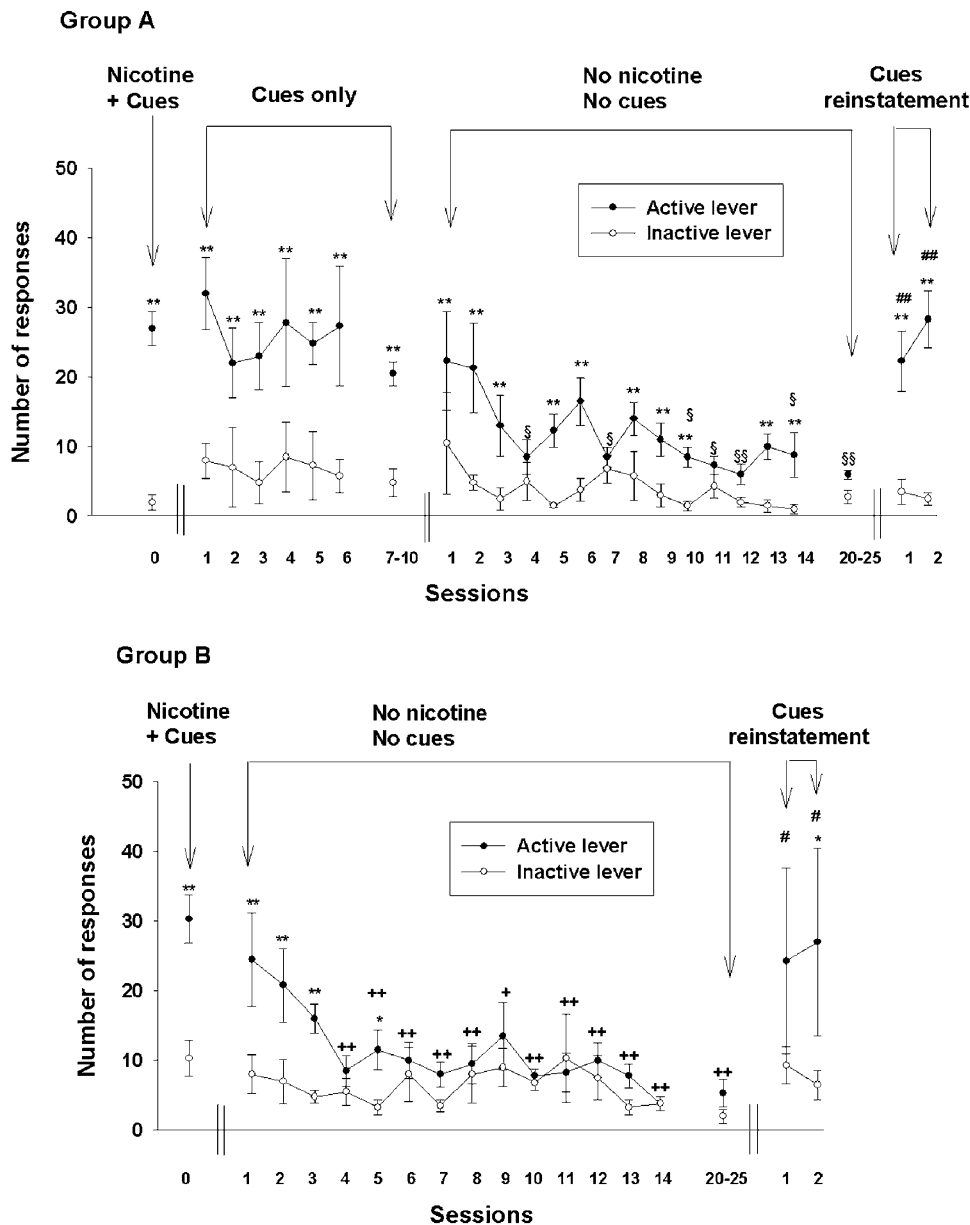 Group A
Nicotine
+ Cues
Cues only
No nicotine
No cues
Cues
reinstatement
Number of responses
50
40
30
20
10
0
Active lever
Inactive lever
** ** ** ** ** ** ** ** ** ** ** § ** ** § ** ** § ** § §§ ** § ** §§ ## ** ## **
0 1 2 3 4 5 6 7-10 1 2 3 4 5 6 7 8 9 10 11 12 13 14 20-25 1 2
Sessions
Group B
Nicotine
+ Cues
No nicotine
No cues
Cues
reinstatement
Number of responses
50
40
30
20
10
0
Active lever
Inactive lever
** ** ** ** ++ ++ * ++ ++ ++ + ++ ++ ++ ++ ++ ++ # # *
0 1 2 3 4 5 6 7 8 9 10 11 12 13 14 20-25 1 2
Sessions